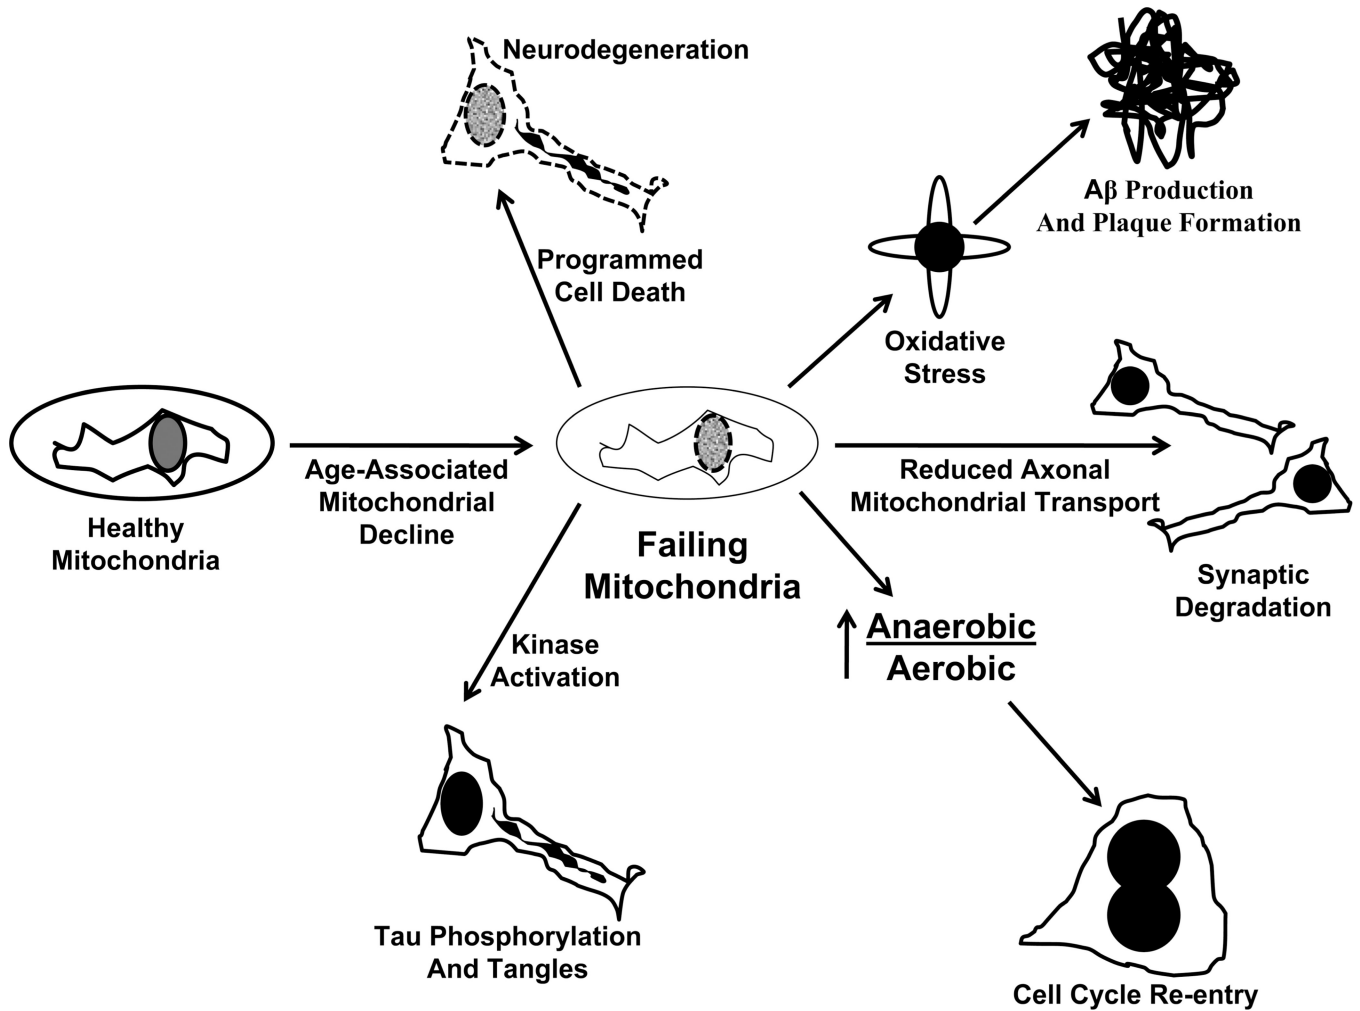 Neurodegeneration
Aβ Production
And Plaque Formation
Programmed
Cell Death
Oxidative
Stress
Healthy
Mitochondria
Age-Associated
Mitochondrial
Decline
Failing
Mitochondria
Reduced Axonal
Mitochondrial Transport
Synaptic
Degradation
Kinase
Activation
Anaerobic
Aerobic
Tau Phosphorylation
And Tangles
Cell Cycle Re-entry